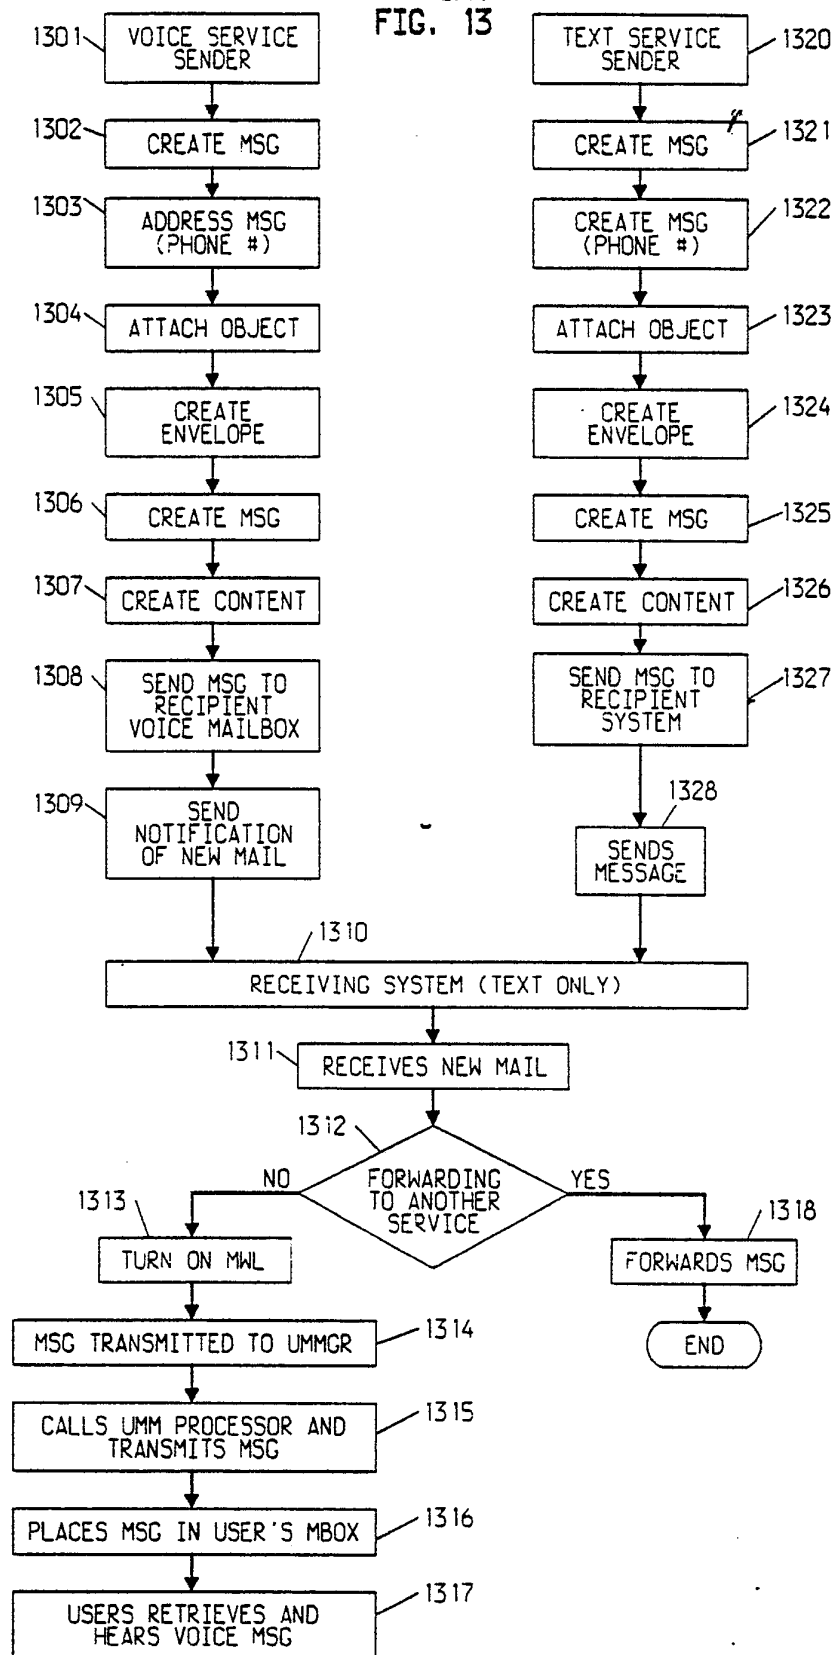 FIG. 13
1301
VOICE SERVICE
SENDER
1302
CREATE MSG
1303
ADDRESS MSG
(PHONE #)
1304
ATTACH OBJECT
1305
CREATE
ENVELOPE
1306
CREATE MSG
1307
CREATE CONTENT
1308
SEND MSG TO
RECIPIENT
VOICE MAILBOX
1309
SEND
NOTIFICATION
OF NEW MAIL
TEXT SERVICE
SENDER
1320
CREATE MSG
1321
CREATE MSG
(PHONE #)
1322
ATTACH OBJECT
1323
CREATE
ENVELOPE
1324
CREATE MSG
1325
CREATE CONTENT
1326
SEND MSG TO
RECIPIENT
SYSTEM
1327
1328
SENDS
MESSAGE
1310
RECEIVING SYSTEM (TEXT ONLY)
1311
RECEIVES NEW MAIL
1312
FORWARDING
TO ANOTHER
SERVICE
NO
YES
1313
TURN ON MWL
1318
FORWARDS MSG
END
MSG TRANSMITTED TO UMMGR
1314
CALLS UMM PROCESSOR AND
TRANSMITS MSG
1315
PLACES MSG IN USER'S MBOX
1316
USERS RETRIEVES AND
HEARS VOICE MSG
1317